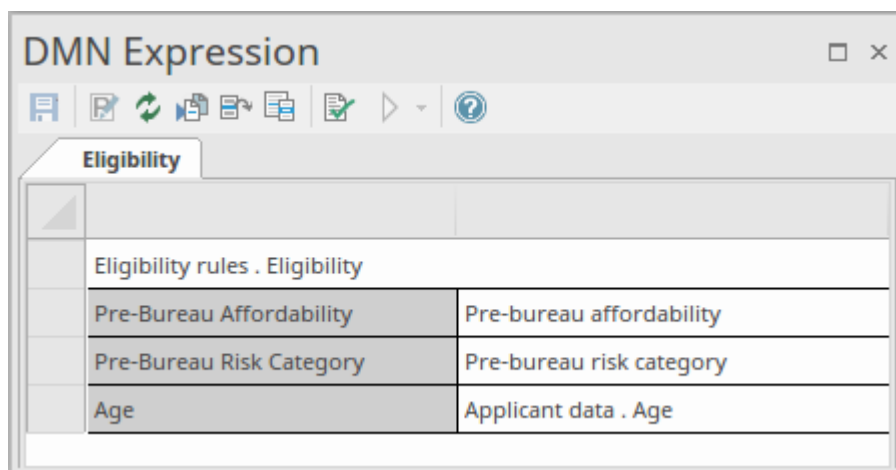 DMN Expression
Eligibility
Eligibility rules . Eligibility
Pre-Bureau Affordability Pre-bureau affordability
Pre-Bureau Risk Category Pre-bureau risk category
Age Applicant data . Age